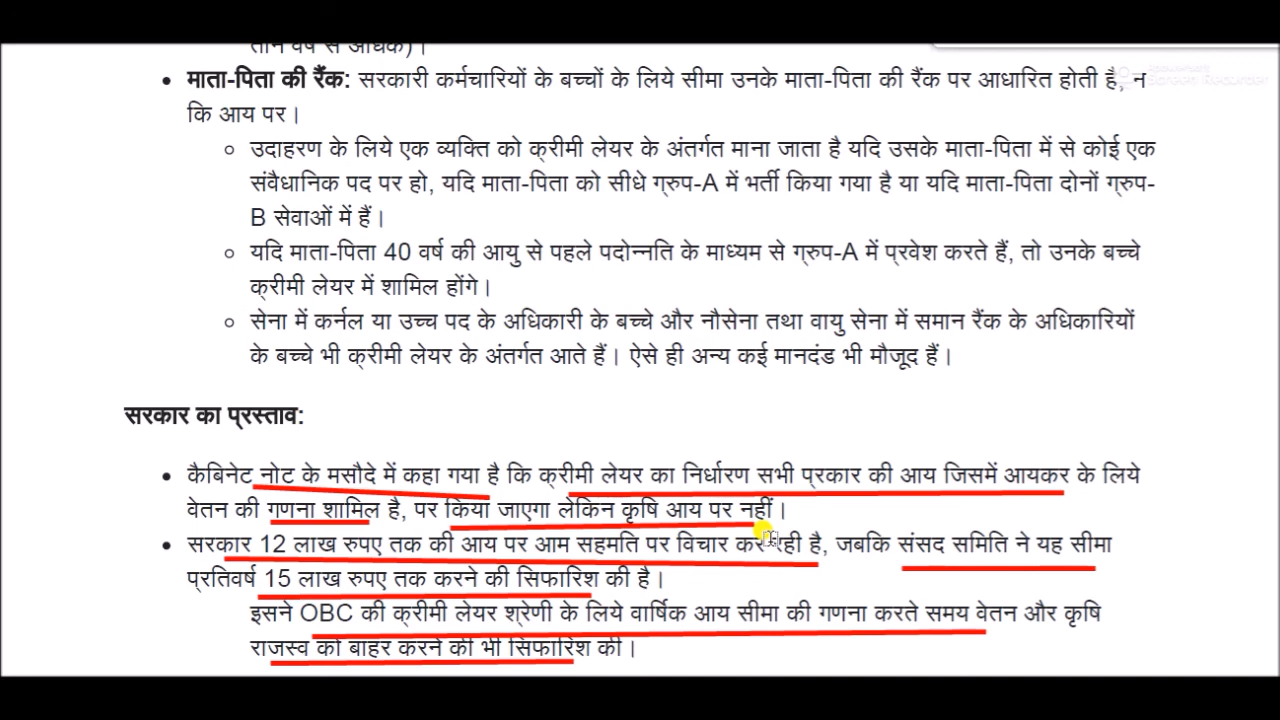 तीन वर्ष से अधिक)।
• माता-पिता की रैंक: सरकारी कर्मचारियों के बच्चों के लिये सीमा उनके माता-पिता की रैंक पर आधारित होती है, न
कि आय पर।
○ उदाहरण के लिये एक व्यक्ति को क्रीमी लेयर के अंतर्गत माना जाता है यदि उसके माता-पिता में से कोई एक
संवैधानिक पद पर हो, यदि माता-पिता को सीधे ग्रुप-A में भर्ती किया गया है या यदि माता-पिता दोनों ग्रुप-
B सेवाओं में हैं।
○ यदि माता-पिता 40 वर्ष की आयु से पहले पदोन्नति के माध्यम से ग्रुप-A में प्रवेश करते हैं, तो उनके बच्चे
क्रीमी लेयर में शामिल होंगे।
○ सेना में कर्नल या उच्च पद के अधिकारी के बच्चे और नौसेना तथा वायु सेना में समान रैंक के अधिकारियों
के बच्चे भी क्रीमी लेयर के अंतर्गत आते हैं। ऐसे ही अन्य कई मानदंड भी मौजूद हैं।
सरकार का प्रस्ताव:
• कैबिनेट नोट के मसौदे में कहा गया है कि क्रीमी लेयर का निर्धारण सभी प्रकार की आय जिसमें आयकर के लिये
वेतन की गणना शामिल है, पर किया जाएगा लेकिन कृषि आय पर नहीं।
• सरकार 12 लाख रुपए तक की आय पर आम सहमति पर विचार कर रही है, जबकि संसद समिति ने यह सीमा
प्रतिवर्ष 15 लाख रुपए तक करने की सिफारिश की है।
इसने OBC की क्रीमी लेयर श्रेणी के लिये वार्षिक आय सीमा की गणना करते समय वेतन और कृषि
राजस्व को बाहर करने की भी सिफारिश की।